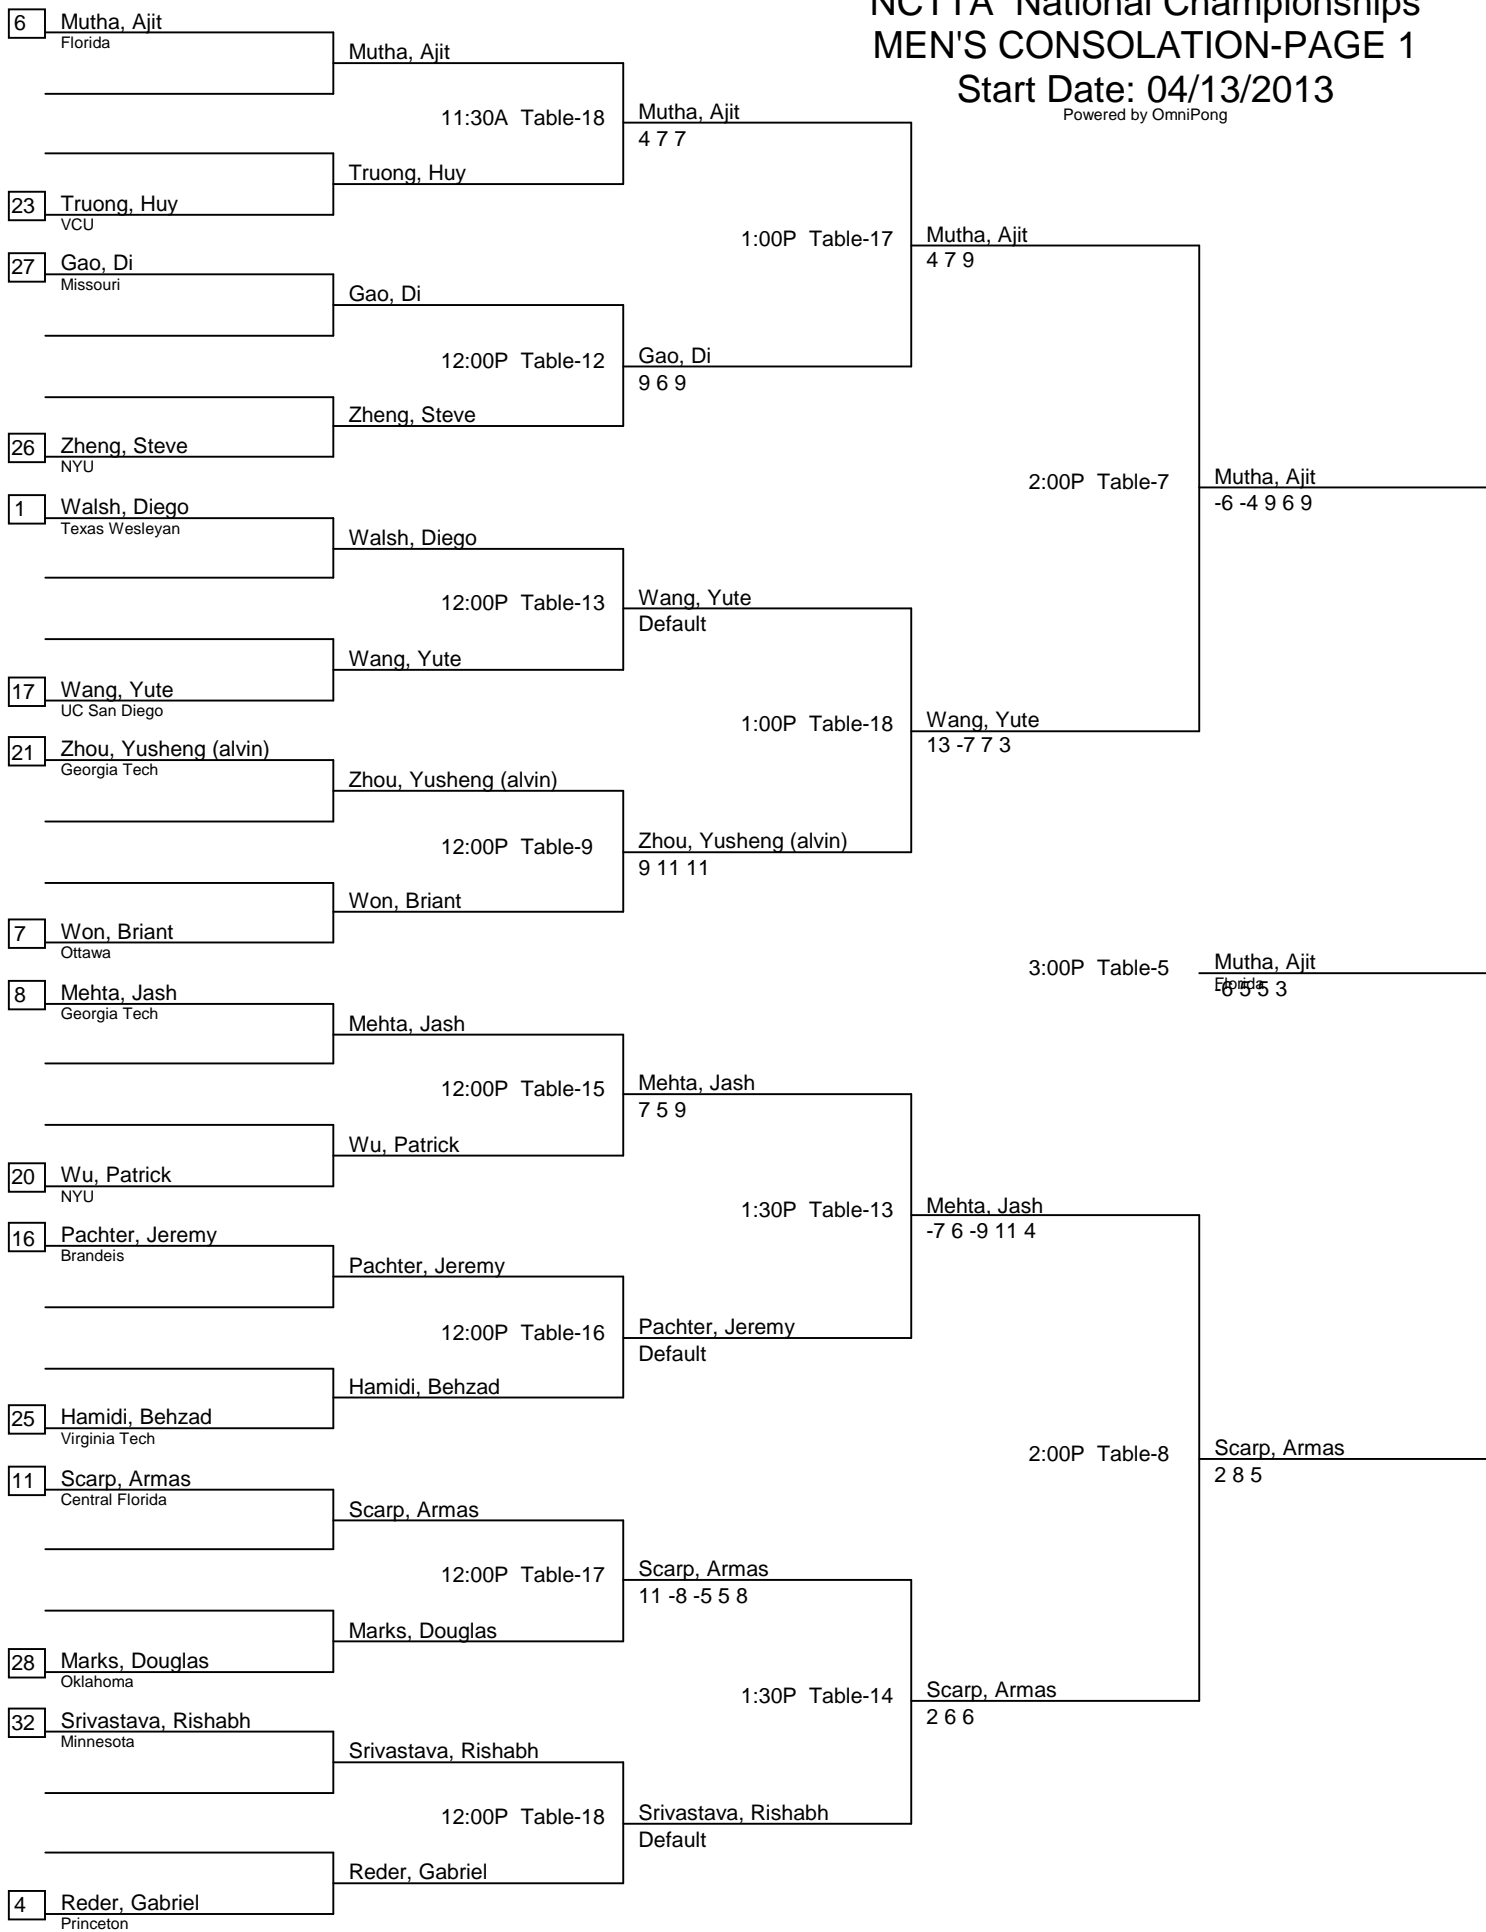 NCTTA National Championships
MEN'S CONSOLATION-PAGE 1
Start Date: 04/13/2013
Powered by OmniPong
6 Mutha, Ajit
Florida
Mutha, Ajit
11:30A Table-18
Mutha, Ajit
4 7 7
Truong, Huy
23 Truong, Huy
VCU
1:00P Table-17
Mutha, Ajit
4 7 9
27 Gao, Di
Missouri
Gao, Di
12:00P Table-12
Gao, Di
9 6 9
Zheng, Steve
26 Zheng, Steve
NYU
2:00P Table-7
Mutha, Ajit
-6 -4 9 6 9
1 Walsh, Diego
Texas Wesleyan
Walsh, Diego
12:00P Table-13
Wang, Yute
Default
Wang, Yute
17 Wang, Yute
UC San Diego
1:00P Table-18
Wang, Yute
13 -7 7 3
21 Zhou, Yusheng (alvin)
Georgia Tech
Zhou, Yusheng (alvin)
12:00P Table-9
Zhou, Yusheng (alvin)
9 11 11
Won, Briant
7 Won, Briant
Ottawa
3:00P Table-5
Mutha, Ajit
Florida
-6 5 5 3
8 Mehta, Jash
Georgia Tech
Mehta, Jash
12:00P Table-15
Mehta, Jash
7 5 9
Wu, Patrick
20 Wu, Patrick
NYU
1:30P Table-13
Mehta, Jash
-7 6 -9 11 4
16 Pachter, Jeremy
Brandeis
Pachter, Jeremy
12:00P Table-16
Pachter, Jeremy
Default
Hamidi, Behzad
25 Hamidi, Behzad
Virginia Tech
2:00P Table-8
Scarp, Armas
2 8 5
11 Scarp, Armas
Central Florida
Scarp, Armas
12:00P Table-17
Scarp, Armas
11 -8 -5 5 8
Marks, Douglas
28 Marks, Douglas
Oklahoma
1:30P Table-14
Scarp, Armas
2 6 6
32 Srivastava, Rishabh
Minnesota
Srivastava, Rishabh
12:00P Table-18
Srivastava, Rishabh
Default
Reder, Gabriel
4 Reder, Gabriel
Princeton